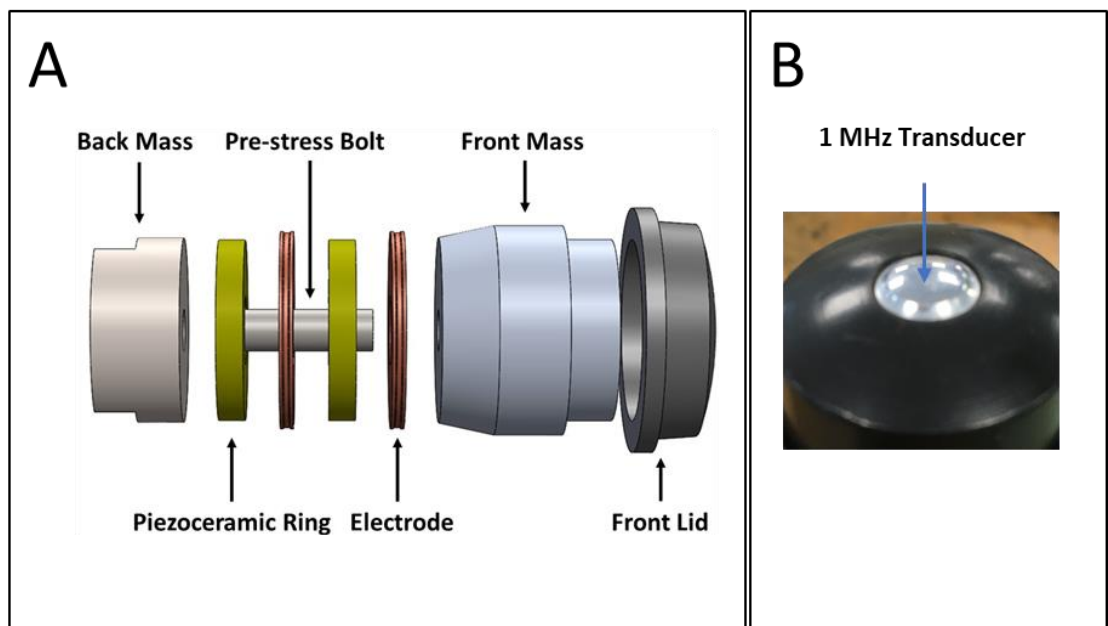 A
Back Mass
Pre-stress Bolt
Front Mass
Piezoceramic Ring
Electrode
Front Lid
B
1 MHz Transducer